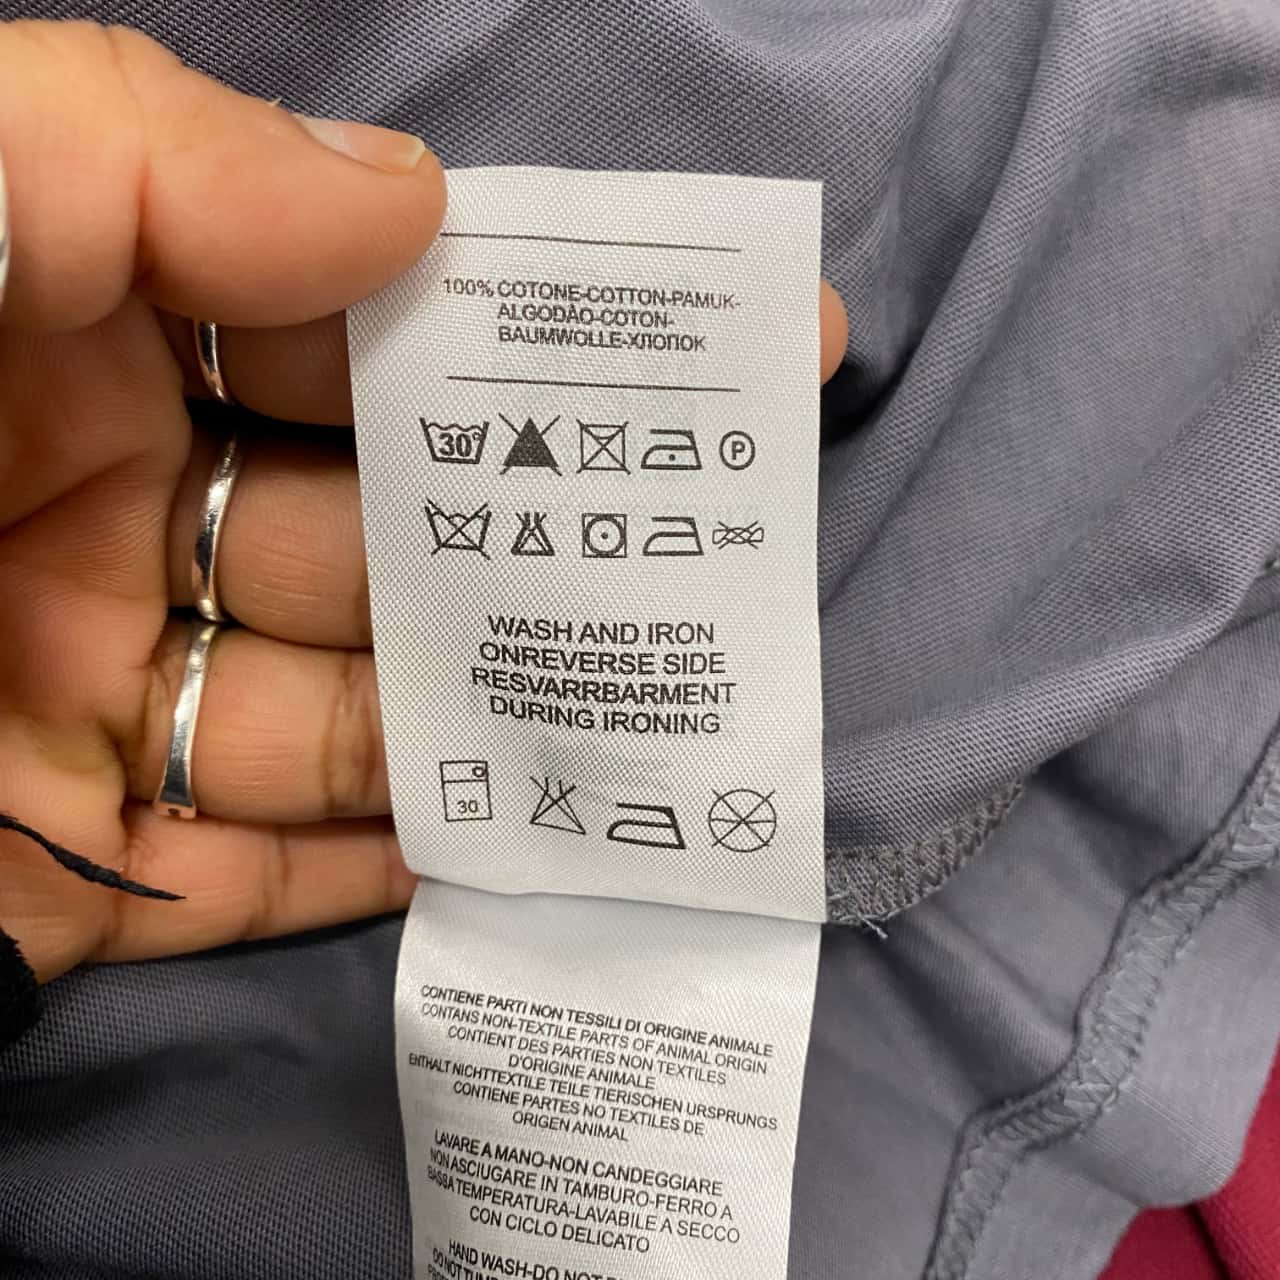 100% COTONE-COTTON-PAMUK-
ALGODÃO-COTON-
BAUMWOLLE-ХЛОПОК
30°
P
WASH AND IRON
ONREVERSE SIDE
RESVARRBARMENT
DURING IRONING
30
CONTIENE PARTI NON TESSILI DI ORIGINE ANIMALE
CONTANS NON-TEXTILE PARTS OF ANIMAL ORIGIN
CONTIENT DES PARTIES NON TEXTILES
D'ORIGINE ANIMALE
ENTHALT NICHTTEXTILE TEILE TIERISCHEN URSPRUNGS
CONTIENE PARTES NO TEXTILES DE
ORIGEN ANIMAL
LAVARE A MANO-NON CANDEGGIARE
NON ASCIUGARE IN TAMBURO-FERRO A
BASSA TEMPERATURA-LAVABILE A SECCO
CON CICLO DELICATO
HAND WASH-DO NOT
DO NOT